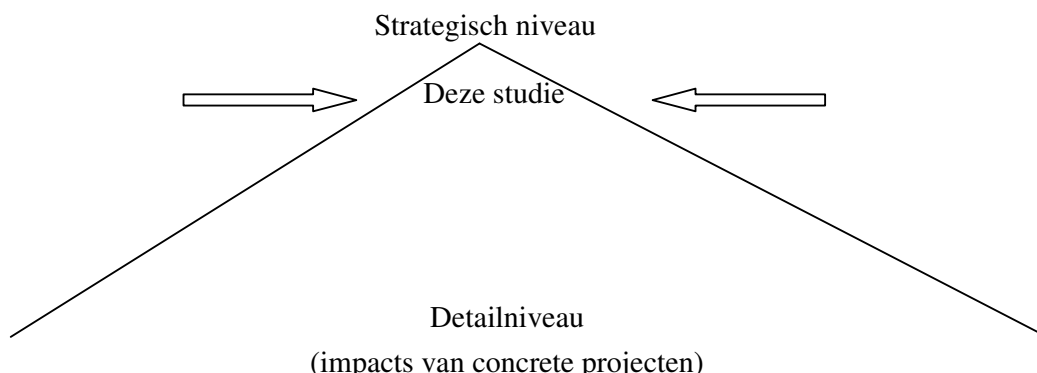 Strategisch niveau
Deze studie
Detailniveau
(impacts van concrete projecten)